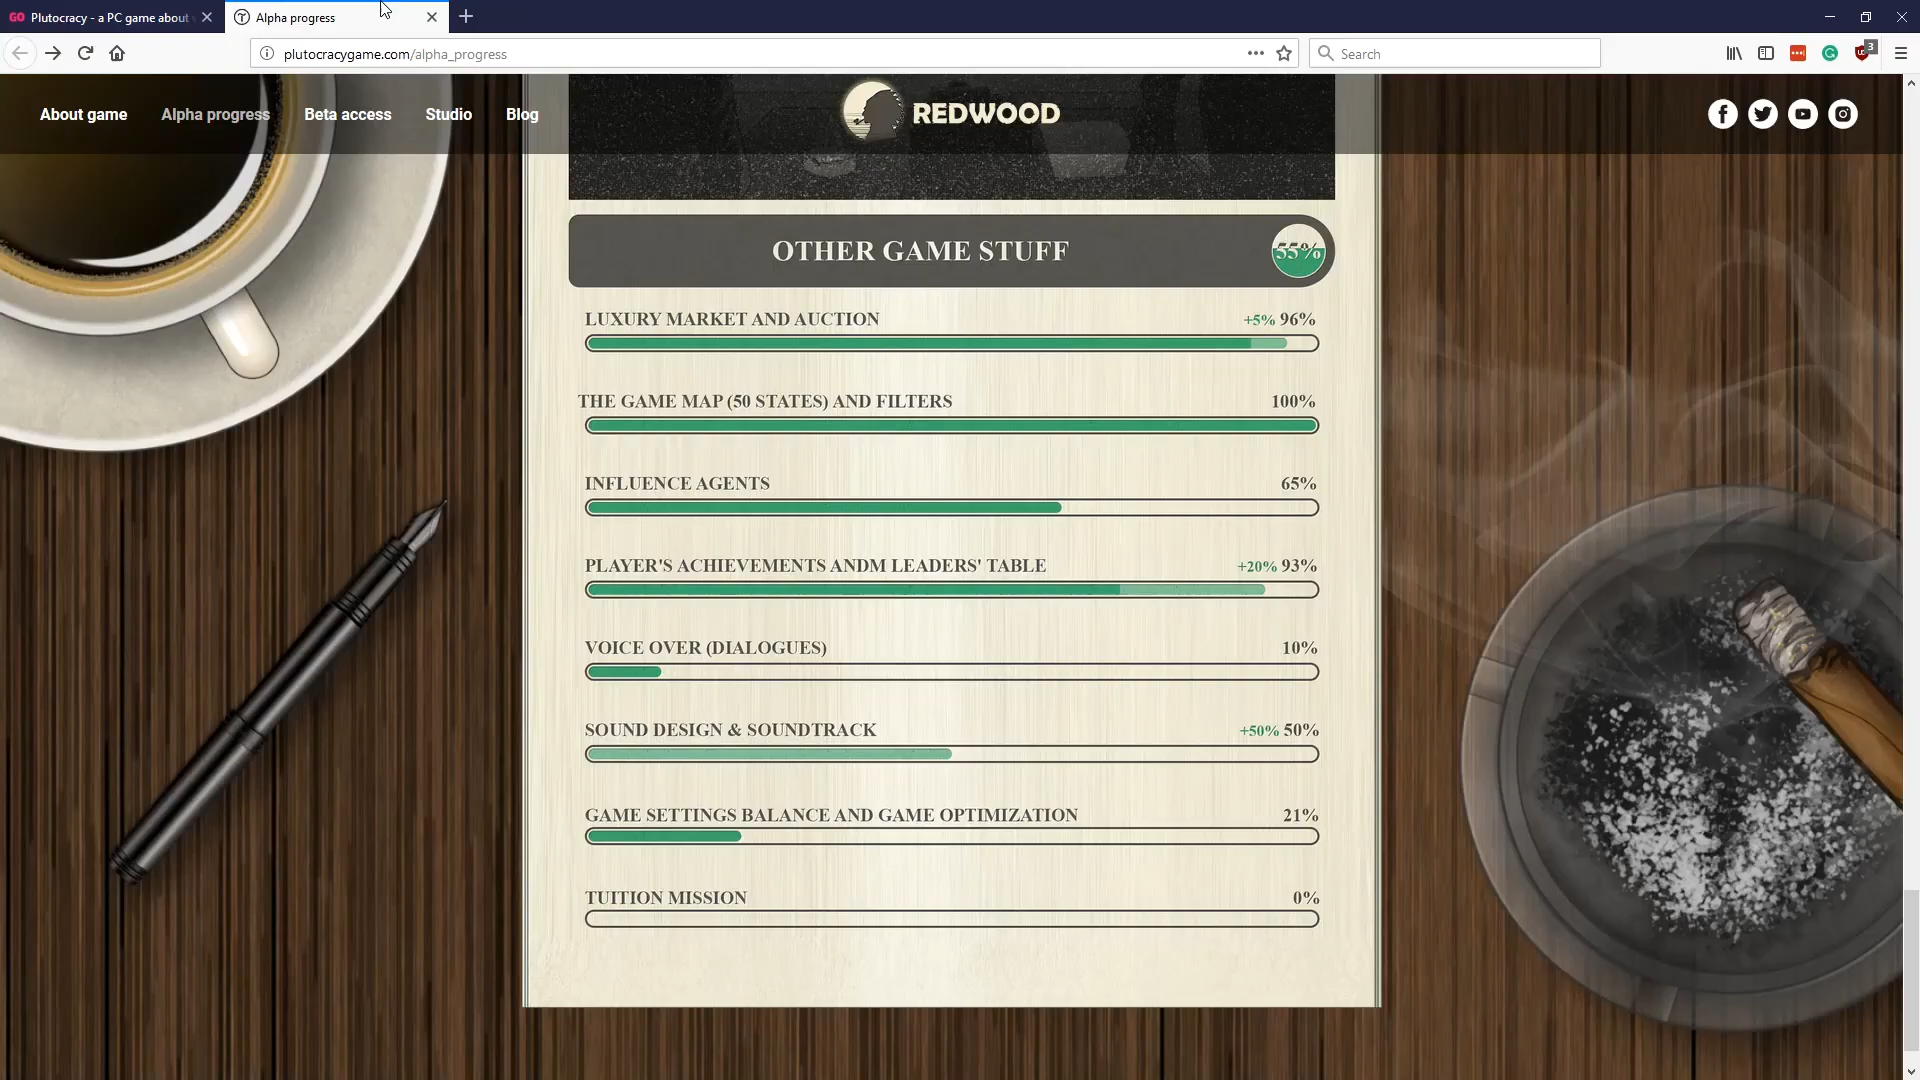 GO Plutocracy - a PC game about
Alpha progress
plutocracygame.com/alpha_progress
Search
3
About game
Alpha progress
Beta access
Studio
Blog
REDWOOD
OTHER GAME STUFF
55%
LUXURY MARKET AND AUCTION
+5% 96%
THE GAME MAP (50 STATES) AND FILTERS
100%
INFLUENCE AGENTS
65%
PLAYER'S ACHIEVEMENTS ANDM LEADERS' TABLE
+20% 93%
VOICE OVER (DIALOGUES)
10%
SOUND DESIGN & SOUNDTRACK
+50% 50%
GAME SETTINGS BALANCE AND GAME OPTIMIZATION
21%
TUITION MISSION
0%